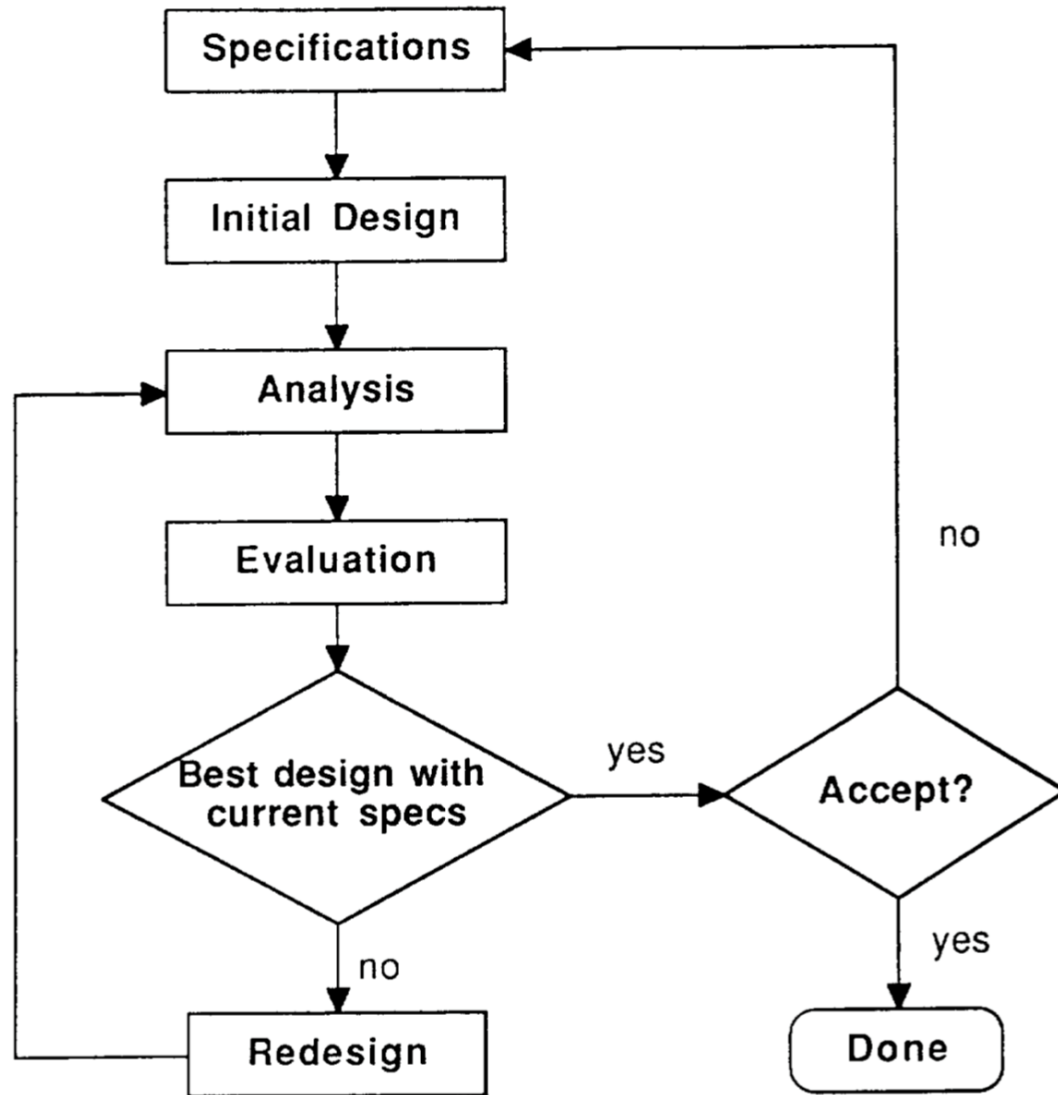 Specifications
Initial Design
Analysis
Evaluation
no
Best design with
current specs
yes
Accept?
no
yes
Redesign
Done